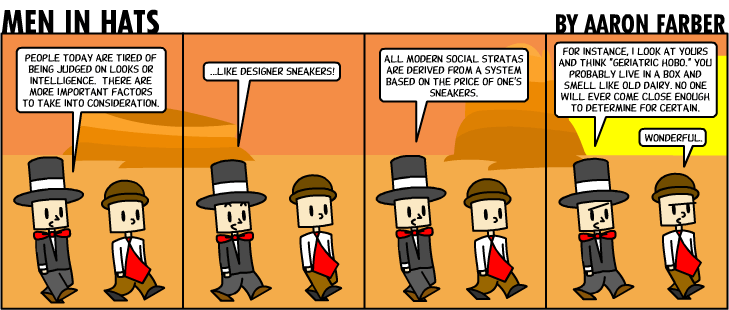 MEN IN HATS
BY AARON FARBER
PEOPLE TODAY ARE TIRED OF
BEING JUDGED ON LOOKS OR
INTELLIGENCE. THERE ARE
MORE IMPORTANT FACTORS
TO TAKE INTO CONSIDERATION.
...LIKE DESIGNER SNEAKERS!
ALL MODERN SOCIAL STRATAS
ARE DERIVED FROM A SYSTEM
BASED ON THE PRICE OF ONE'S
SNEAKERS.
FOR INSTANCE, I LOOK AT YOURS
AND THINK "GERIATRIC HOBO." YOU
PROBABLY LIVE IN A BOX AND
SMELL LIKE OLD DAIRY. NO ONE
WILL EVER COME CLOSE ENOUGH
TO DETERMINE FOR CERTAIN.
WONDERFUL.